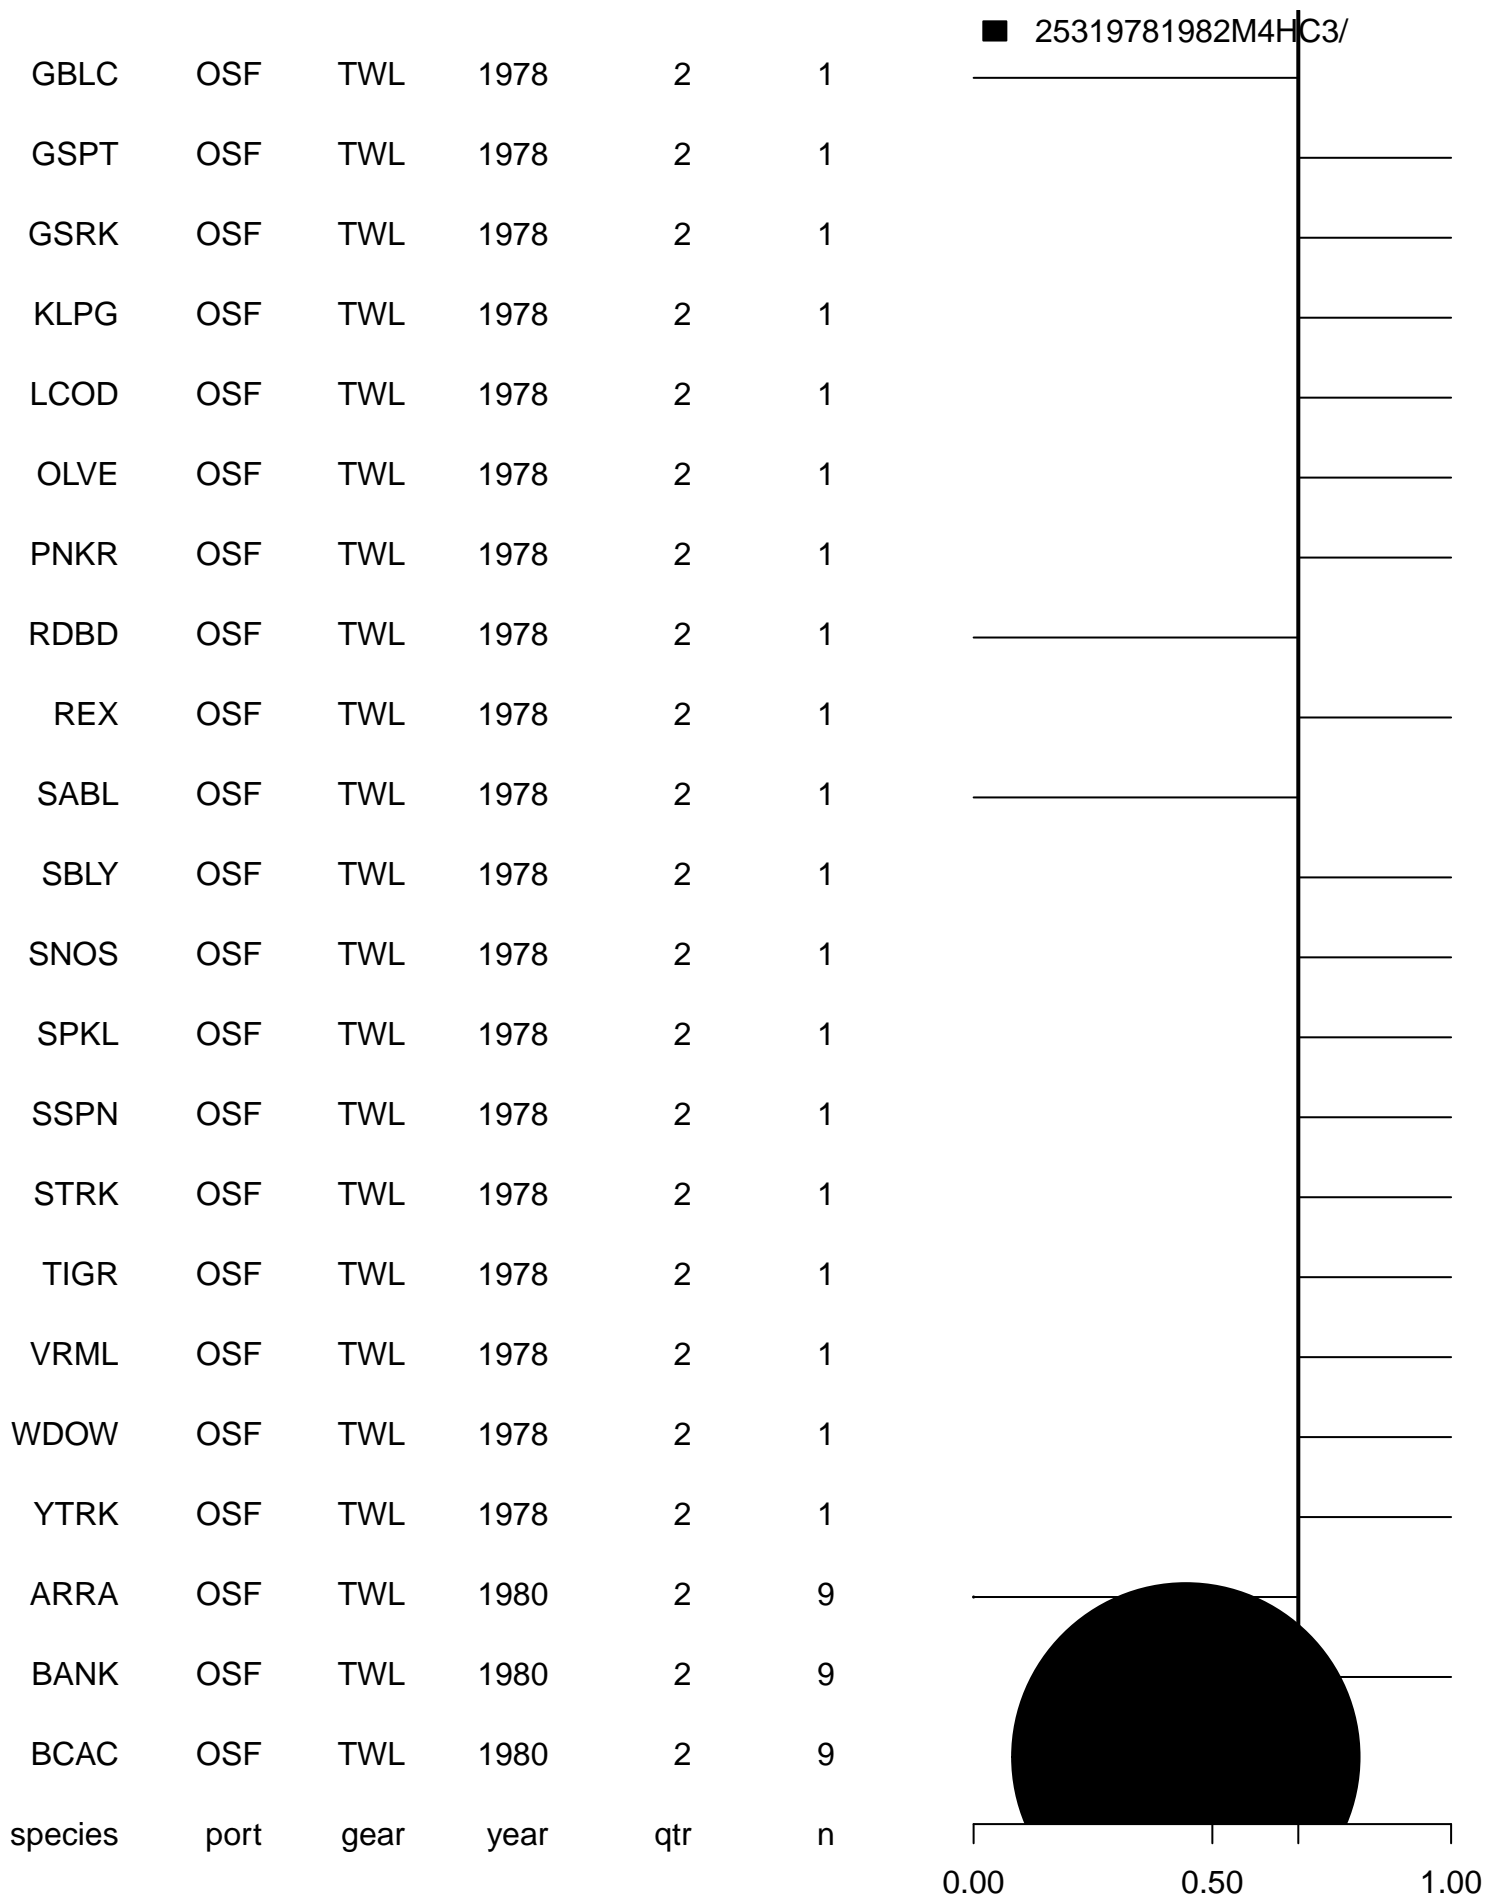 25319781982M4HC3/
GBLC OSF TWL 1978 2 1
GSPT OSF TWL 1978 2 1
GSRK OSF TWL 1978 2 1
KLPG OSF TWL 1978 2 1
LCOD OSF TWL 1978 2 1
OLVE OSF TWL 1978 2 1
PNKR OSF TWL 1978 2 1
RDBD OSF TWL 1978 2 1
REX OSF TWL 1978 2 1
SABL OSF TWL 1978 2 1
SBLY OSF TWL 1978 2 1
SNOS OSF TWL 1978 2 1
SPKL OSF TWL 1978 2 1
SSPN OSF TWL 1978 2 1
STRK OSF TWL 1978 2 1
TIGR OSF TWL 1978 2 1
VRML OSF TWL 1978 2 1
WDOW OSF TWL 1978 2 1
YTRK OSF TWL 1978 2 1
ARRA OSF TWL 1980 2 9
BANK OSF TWL 1980 2 9
BCAC OSF TWL 1980 2 9
species port gear year qtr n
0.00 0.50 1.00